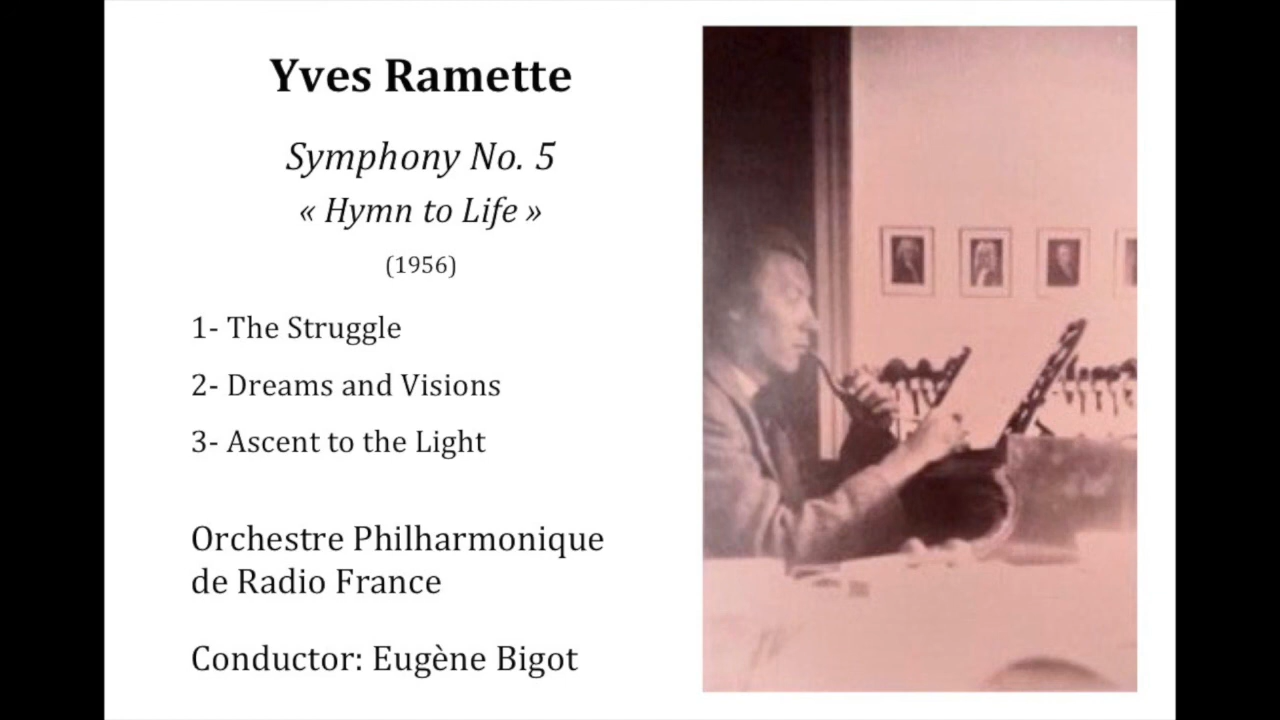 Yves Ramette
Symphony No. 5
« Hymn to Life »
(1956)
1- The Struggle
2- Dreams and Visions
3- Ascent to the Light
Orchestre Philharmonique
de Radio France
Conductor: Eugène Bigot